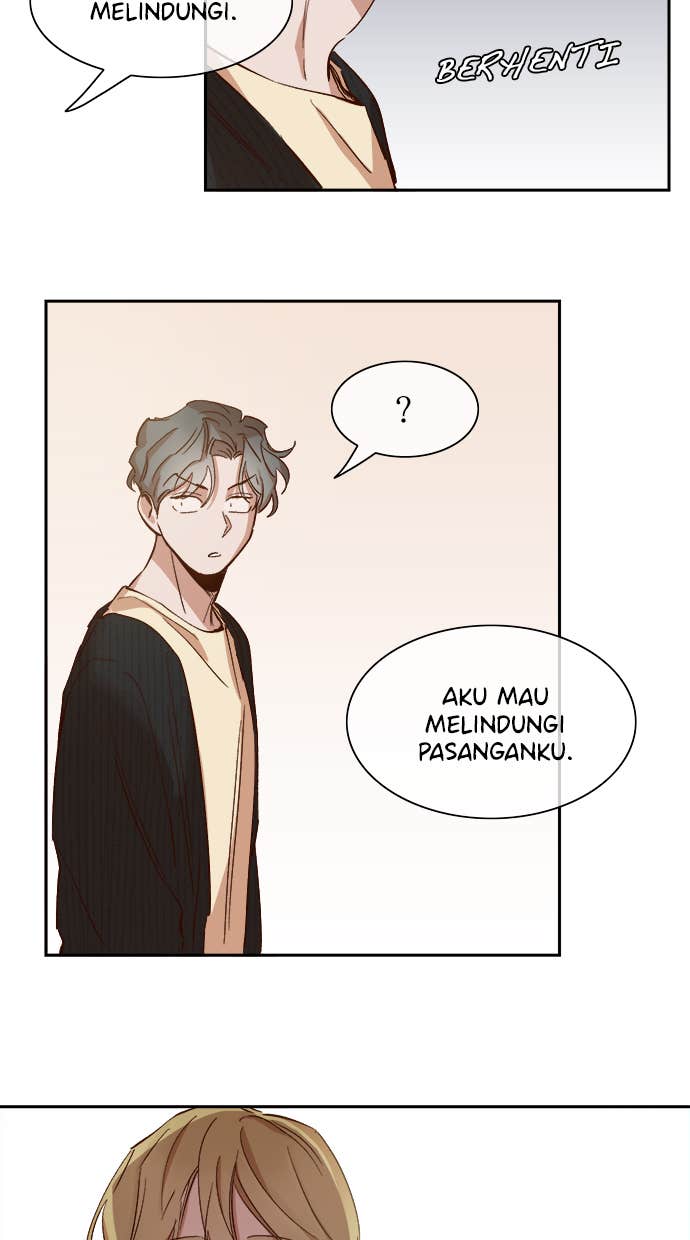 MELINDUNGI.
BERHENTI
?
AKU MAU
MELINDUNGI
PASANGANKU.